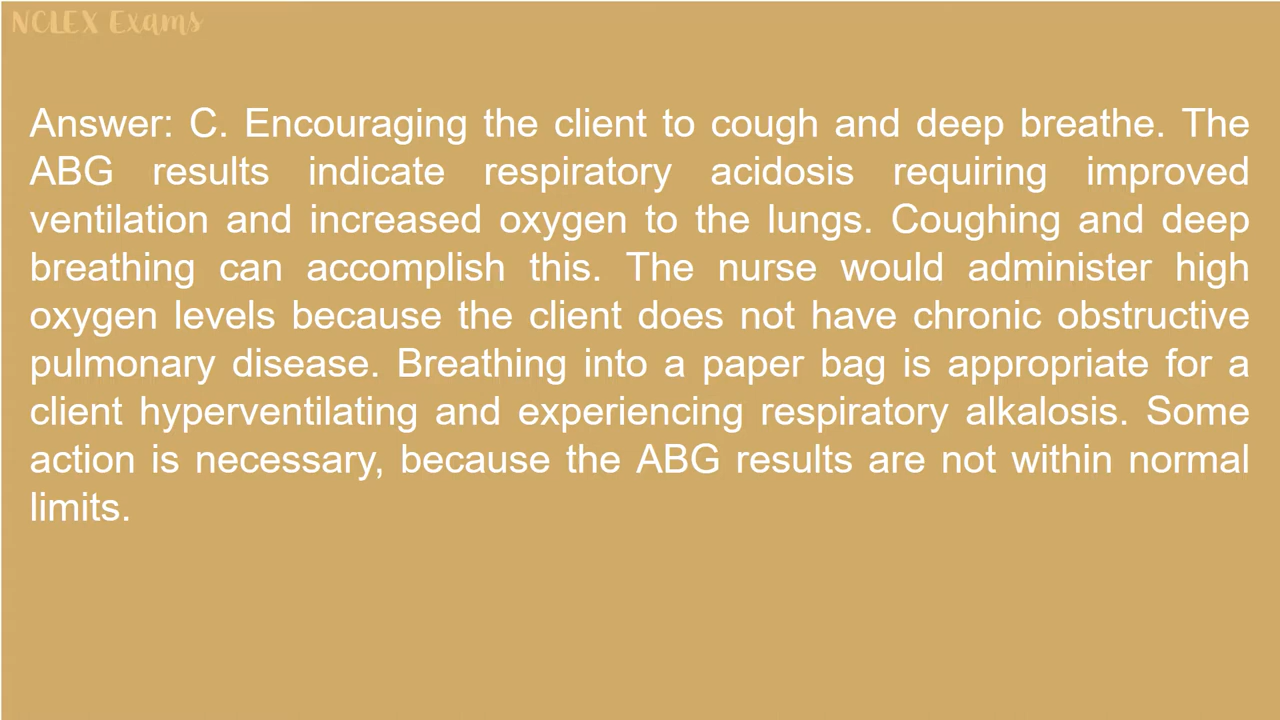 NCLEX Exams
Answer: C. Encouraging the client to cough and deep breathe. The
ABG results indicate respiratory acidosis requiring improved
ventilation and increased oxygen to the lungs. Coughing and deep
breathing can accomplish this. The nurse would administer high
oxygen levels because the client does not have chronic obstructive
pulmonary disease. Breathing into a paper bag is appropriate for a
client hyperventilating and experiencing respiratory alkalosis. Some
action is necessary, because the ABG results are not within normal
limits.